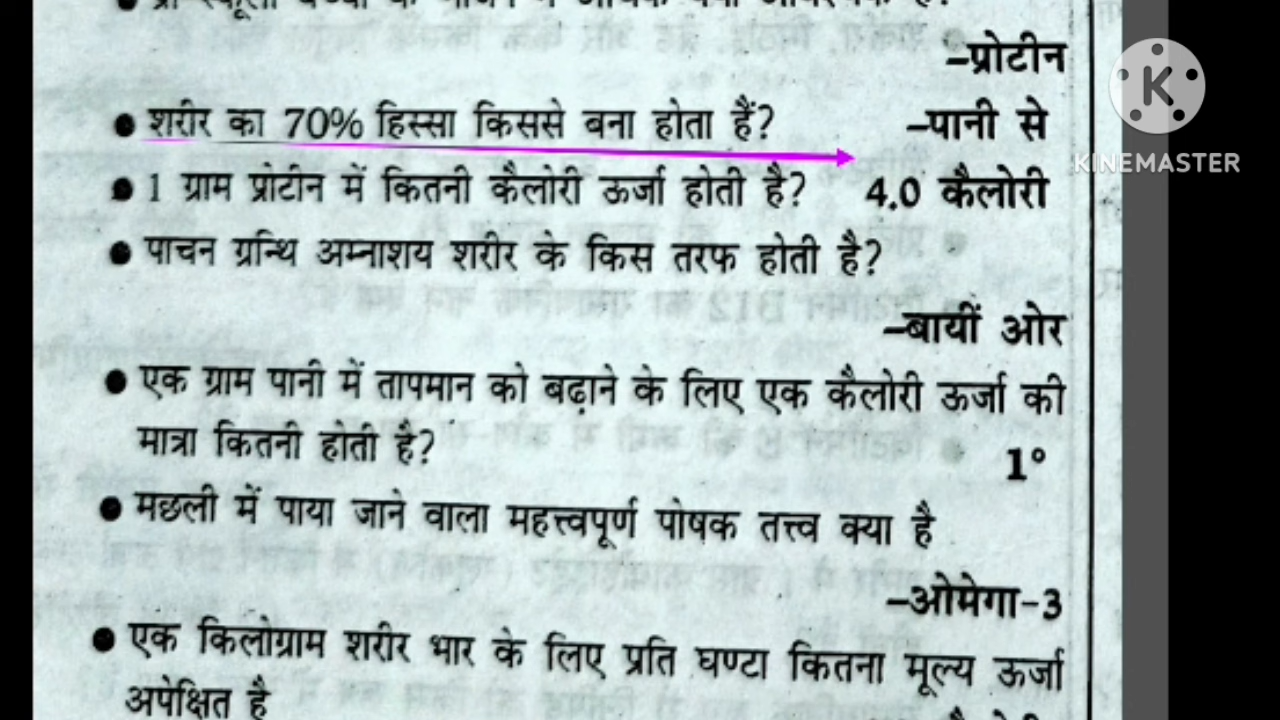 –प्रोटीन
● शरीर का 70% हिस्सा किससे बना होता हैं? –पानी से
● 1 ग्राम प्रोटीन में कितनी कैलोरी ऊर्जा होती है? 4.0 कैलोरी
● पाचन ग्रन्थि अम्नाशय शरीर के किस तरफ होती है?
–बायीं ओर
● एक ग्राम पानी में तापमान को बढ़ाने के लिए एक कैलोरी ऊर्जा की
मात्रा कितनी होती है? 1°
● मछली में पाया जाने वाला महत्त्वपूर्ण पोषक तत्त्व क्या है
–ओमेगा-3
● एक किलोग्राम शरीर भार के लिए प्रति घण्टा कितना मूल्य ऊर्जा
अपेक्षित है
K
KINEMASTER